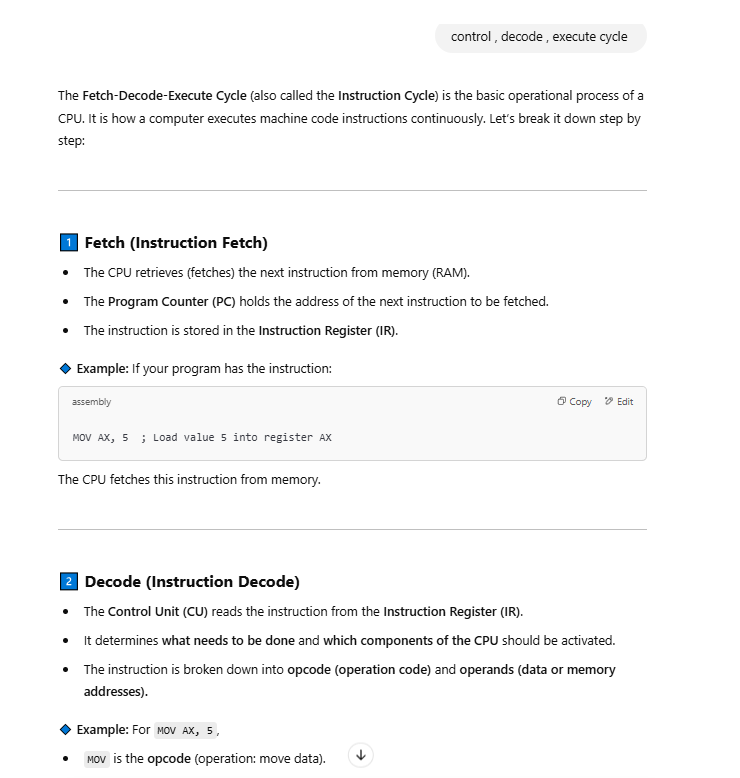 control , decode , execute cycle
The Fetch-Decode-Execute Cycle (also called the Instruction Cycle) is the basic operational process of a
CPU. It is how a computer executes machine code instructions continuously. Let's break it down step by
step:
1 Fetch (Instruction Fetch)
• The CPU retrieves (fetches) the next instruction from memory (RAM).
• The Program Counter (PC) holds the address of the next instruction to be fetched.
• The instruction is stored in the Instruction Register (IR).
Example: If your program has the instruction:
assembly Copy Edit
MOV AX, 5 ; Load value 5 into register AX
The CPU fetches this instruction from memory.
2 Decode (Instruction Decode)
• The Control Unit (CU) reads the instruction from the Instruction Register (IR).
• It determines what needs to be done and which components of the CPU should be activated.
• The instruction is broken down into opcode (operation code) and operands (data or memory
addresses).
Example: For MOV AX, 5 ,
• MOV is the opcode (operation: move data).